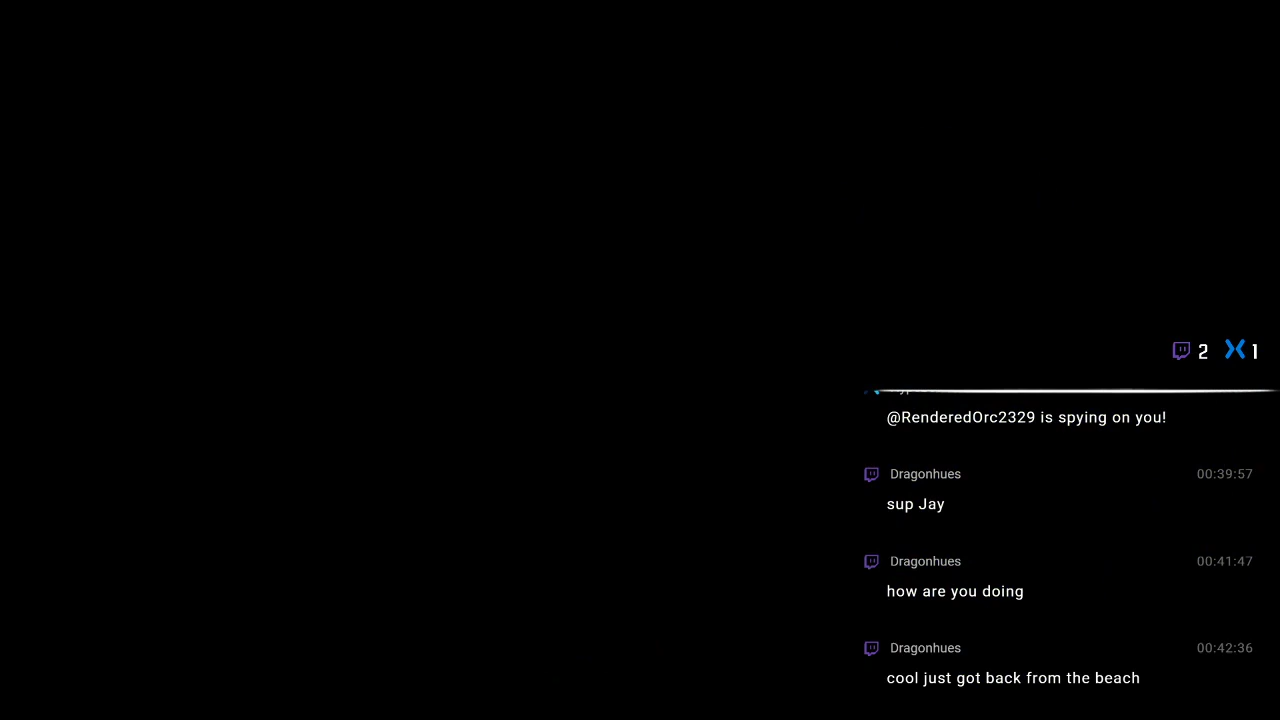 2 1
@RenderedOrc2329 is spying on you!
Dragonhues 00:39:57
sup Jay
Dragonhues 00:41:47
how are you doing
Dragonhues 00:42:36
cool just got back from the beach